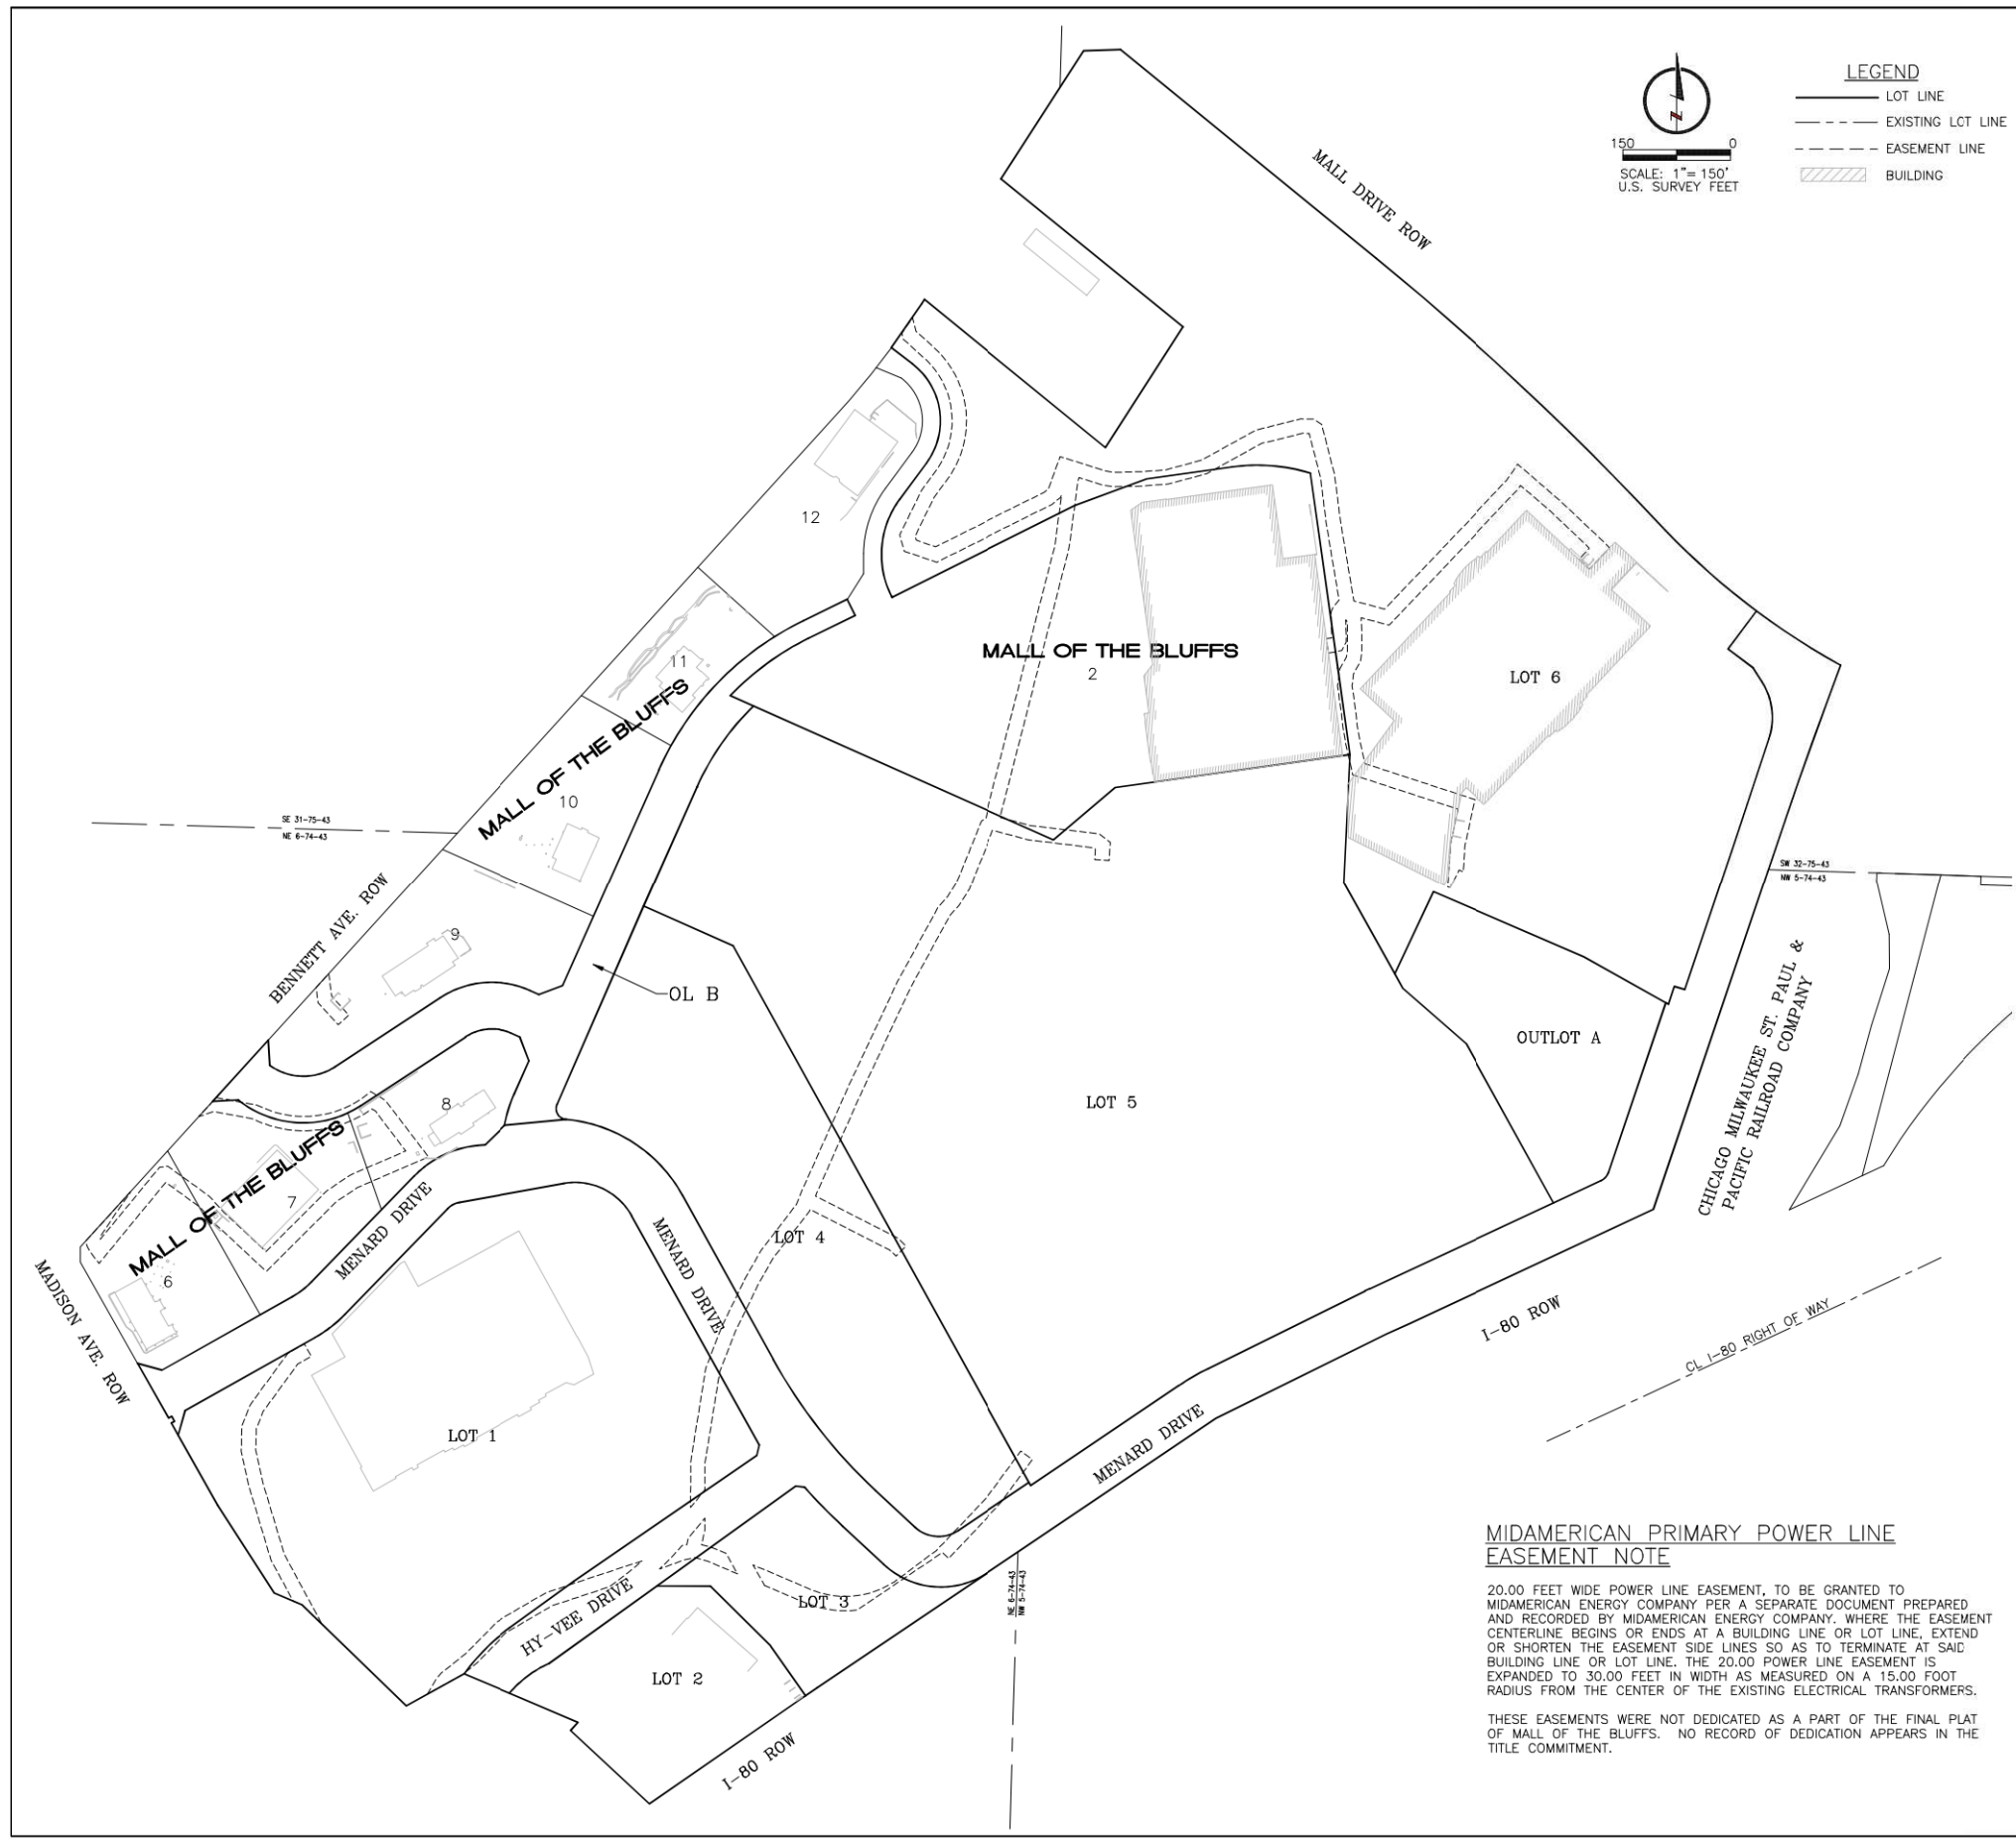 LEGEND
LOT LINE
EXISTING LOT LINE
EASEMENT LINE
BUILDING
N
150 0
SCALE: 1"= 150'
U.S. SURVEY FEET
MALL DRIVE ROW
12
MALL OF THE BLUFFS
2
LOT 6
11
MALL OF THE BLUFFS
10
SE 31-75-43
NE 6-74-43
SW 32-75-43
NW 5-74-43
BENNETT AVE. ROW
9
OL B
CHICAGO MILWAUKEE ST. PAUL &
PACIFIC RAILROAD COMPANY
OUTLOT A
LOT 5
8
MALL OF THE BLUFFS
7
6
MENARD DRIVE
MENARD DRIVE
LOT 4
MADISON AVE. ROW
I-80 ROW
CL I-80 RIGHT OF WAY
LOT 1
MENARD DRIVE
NE 6-74-43
NW 5-74-43
HY-VEE DRIVE
LOT 3
LOT 2
I-80 ROW
MIDAMERICAN PRIMARY POWER LINE
EASEMENT NOTE
20.00 FEET WIDE POWER LINE EASEMENT, TO BE GRANTED TO
MIDAMERICAN ENERGY COMPANY PER A SEPARATE DOCUMENT PREPARED
AND RECORDED BY MIDAMERICAN ENERGY COMPANY. WHERE THE EASEMENT
CENTERLINE BEGINS OR ENDS AT A BUILDING LINE OR LOT LINE, EXTEND
OR SHORTEN THE EASEMENT SIDE LINES SO AS TO TERMINATE AT SAID
BUILDING LINE OR LOT LINE. THE 20.00 POWER LINE EASEMENT IS
EXPANDED TO 30.00 FEET IN WIDTH AS MEASURED ON A 15.00 FOOT
RADIUS FROM THE CENTER OF THE EXISTING ELECTRICAL TRANSFORMERS.
THESE EASEMENTS WERE NOT DEDICATED AS A PART OF THE FINAL PLAT
OF MALL OF THE BLUFFS. NO RECORD OF DEDICATION APPEARS IN THE
TITLE COMMITMENT.